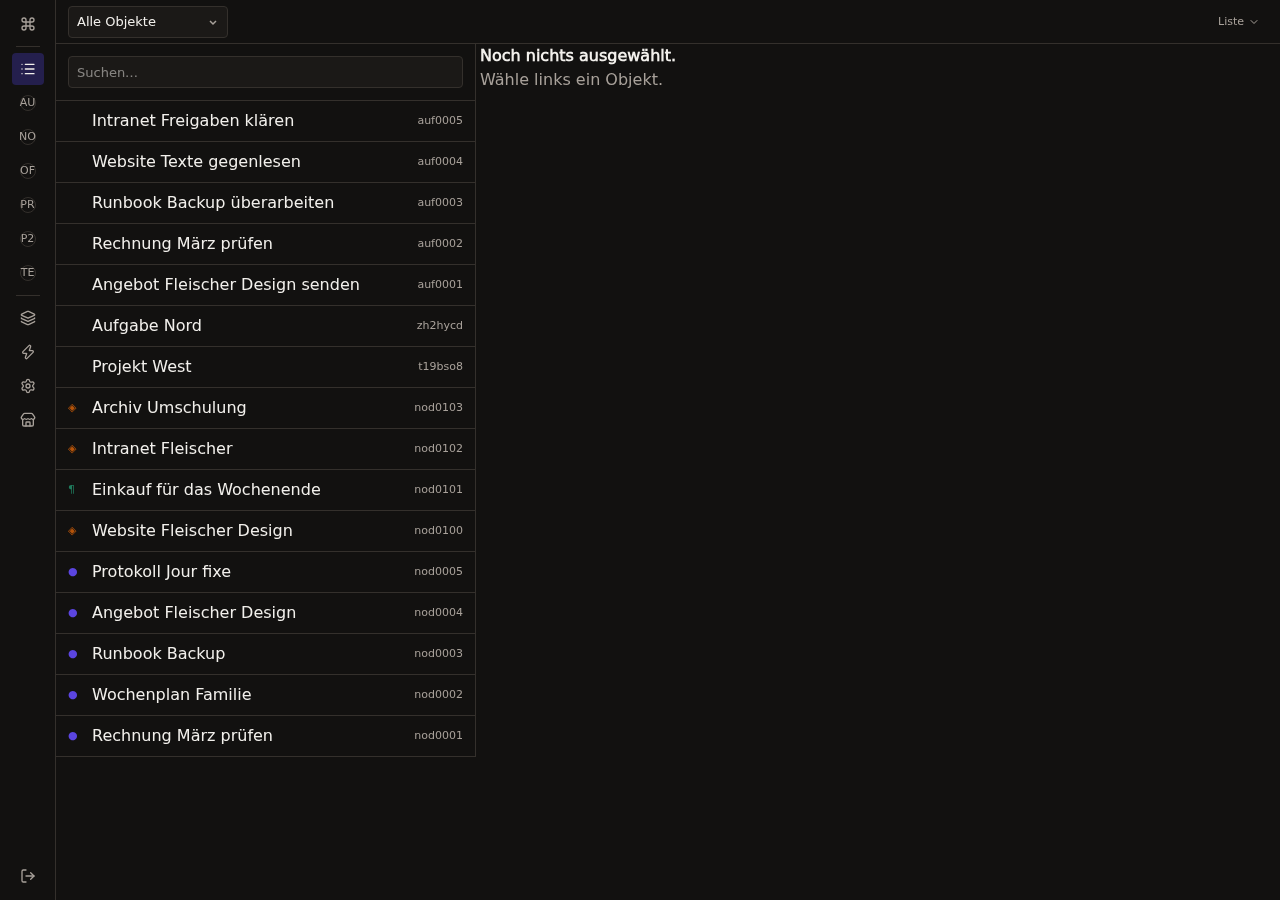 Alle Objekte
Liste
Suchen...
Noch nichts ausgewählt.
Wähle links ein Objekt.
AU
NO
OF
PR
P2
TE
Intranet Freigaben klären auf0005
Website Texte gegenlesen auf0004
Runbook Backup überarbeiten auf0003
Rechnung März prüfen auf0002
Angebot Fleischer Design senden auf0001
Aufgabe Nord zh2hycd
Projekt West t19bso8
Archiv Umschulung nod0103
Intranet Fleischer nod0102
¶ Einkauf für das Wochenende nod0101
Website Fleischer Design nod0100
Protokoll Jour fixe nod0005
Angebot Fleischer Design nod0004
Runbook Backup nod0003
Wochenplan Familie nod0002
Rechnung März prüfen nod0001